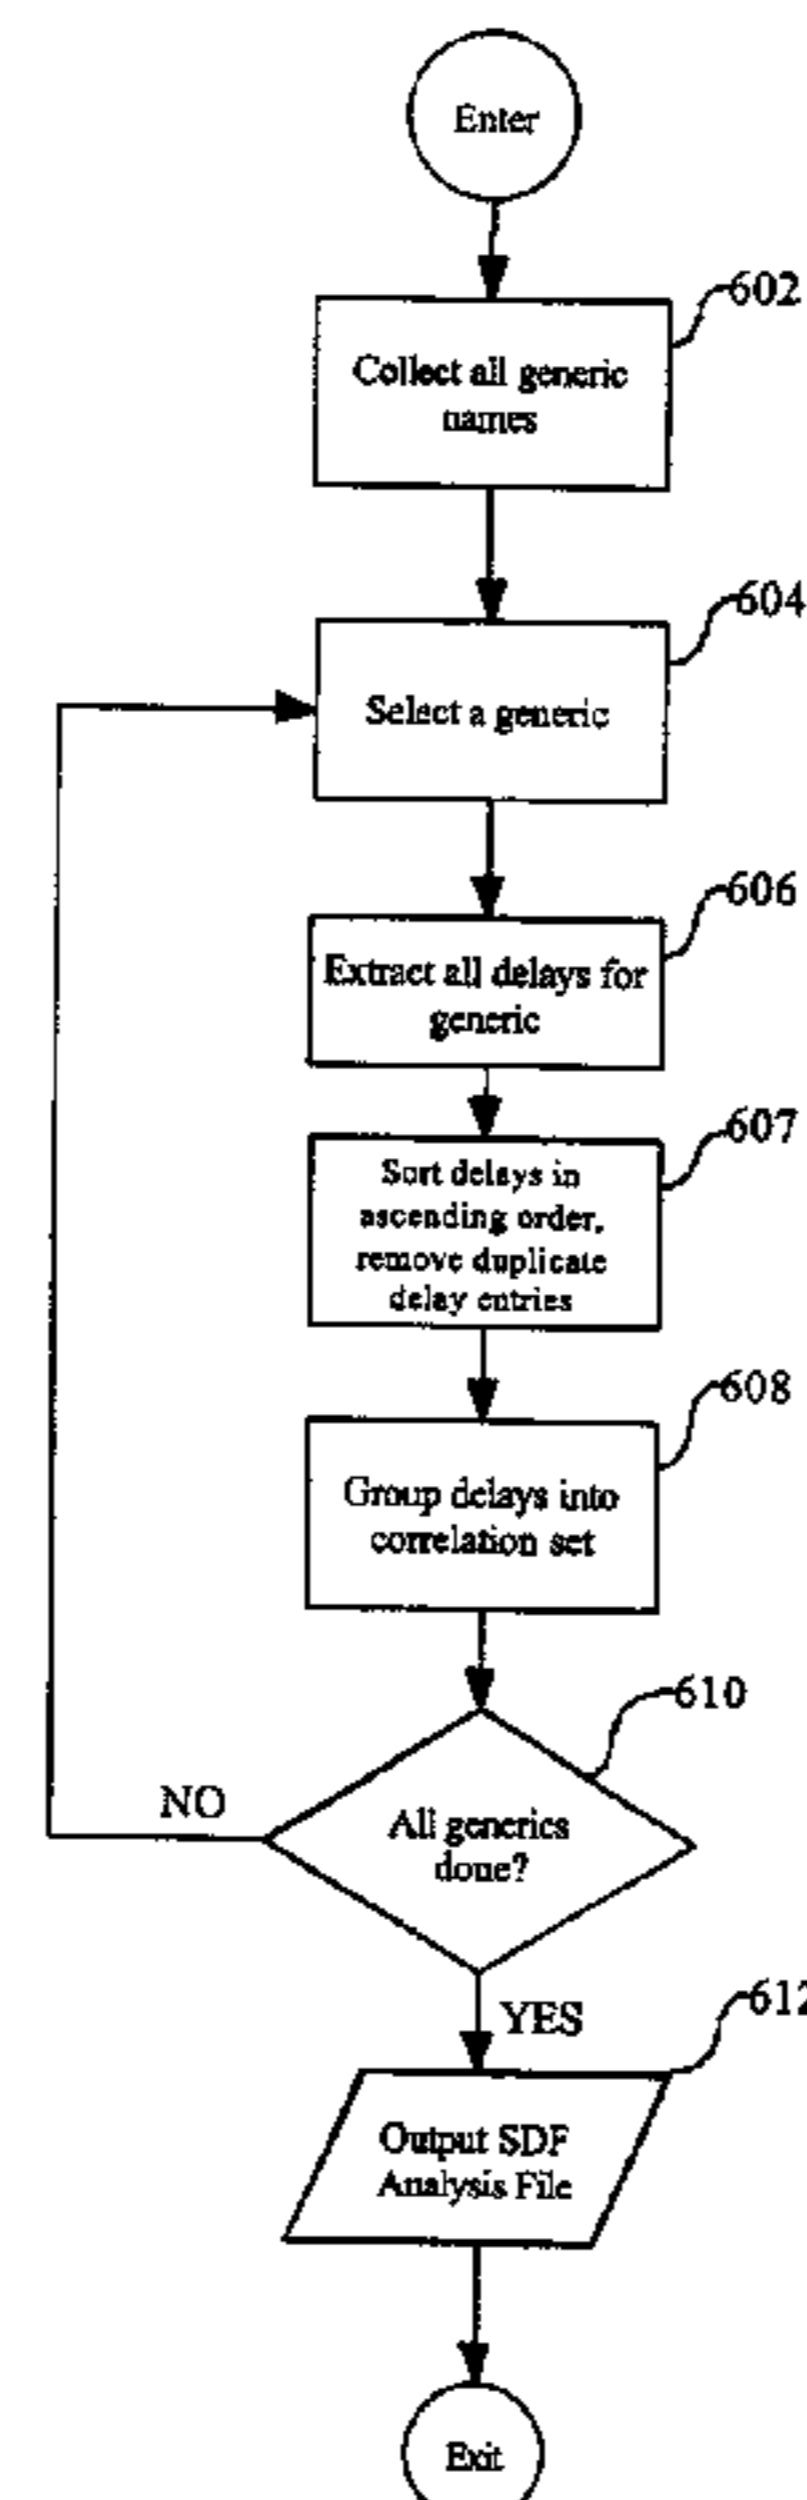 Enter
602
Collect all generic
names
604
Select a generic
606
Extract all delays for
generic
607
Sort delays in
ascending order,
remove duplicate
delay entries
608
Group delays into
correlation set
610
NO
All generics
done?
YES
612
Output SDF
Analysis File
Exit